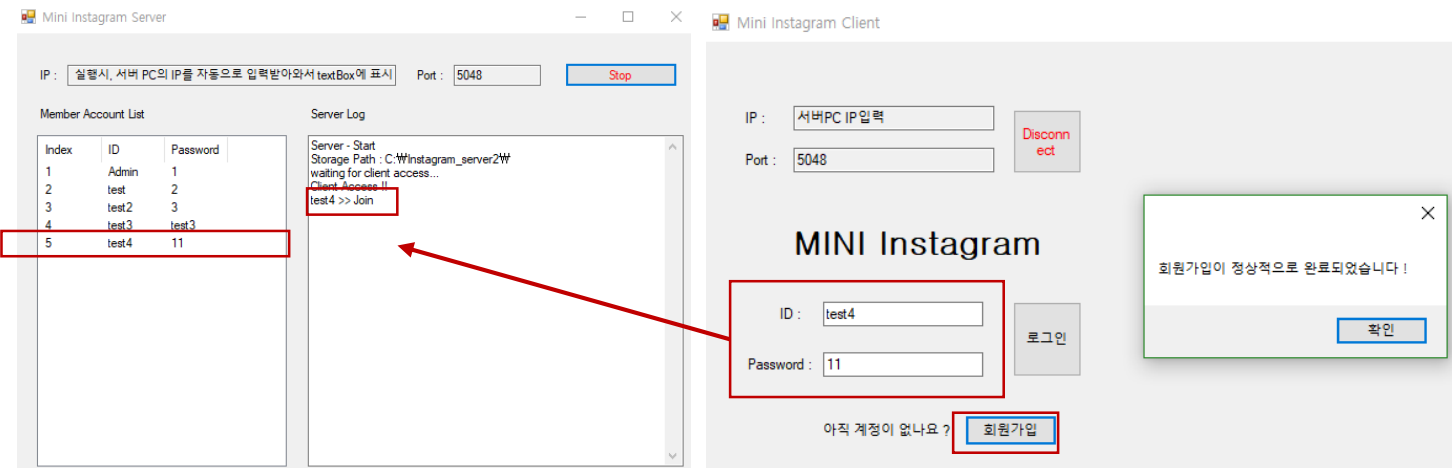 Mini Instagram Server
IP : 실행시, 서버 PC의 IP를 자동으로 입력받아와서 textBox에 표시 Port : 5048 Stop
Member Account List
Index ID Password
1 Admin 1
2 test 2
3 test2 3
4 test3 test3
5 test4 11
Server Log
Server - Start
Storage Path : C:₩Instagram_server2₩
waiting for client access...
Client Access !!
test4 >> Join
Mini Instagram Client
IP : 서버PC IP입력
Port : 5048
Disconn
ect
MINI Instagram
ID : test4
Password : 11
로그인
아직 계정이 없나요 ? 회원가입
회원가입이 정상적으로 완료되었습니다 !
확인